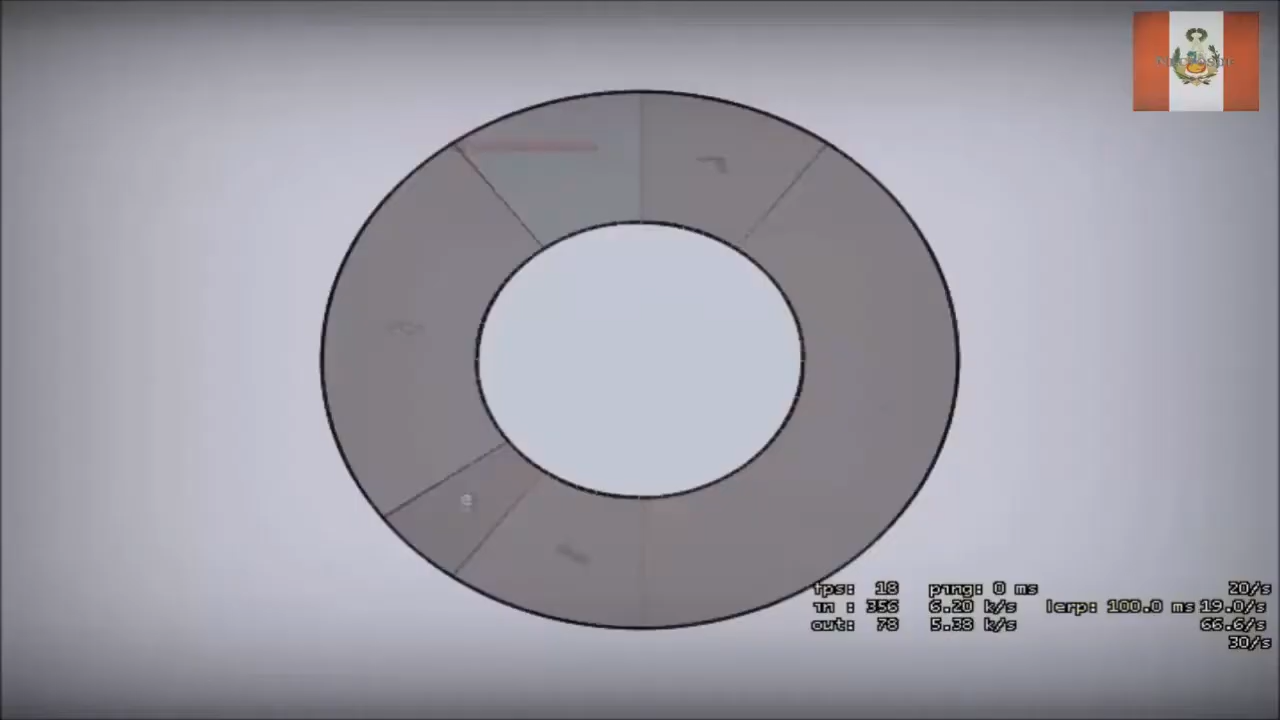 fps: 18 ping: 0 ms 20/s
in : 356 6.20 k/s lerp: 100.0 ms 19.0/s
out: 78 5.38 k/s 66.6/s
30/s